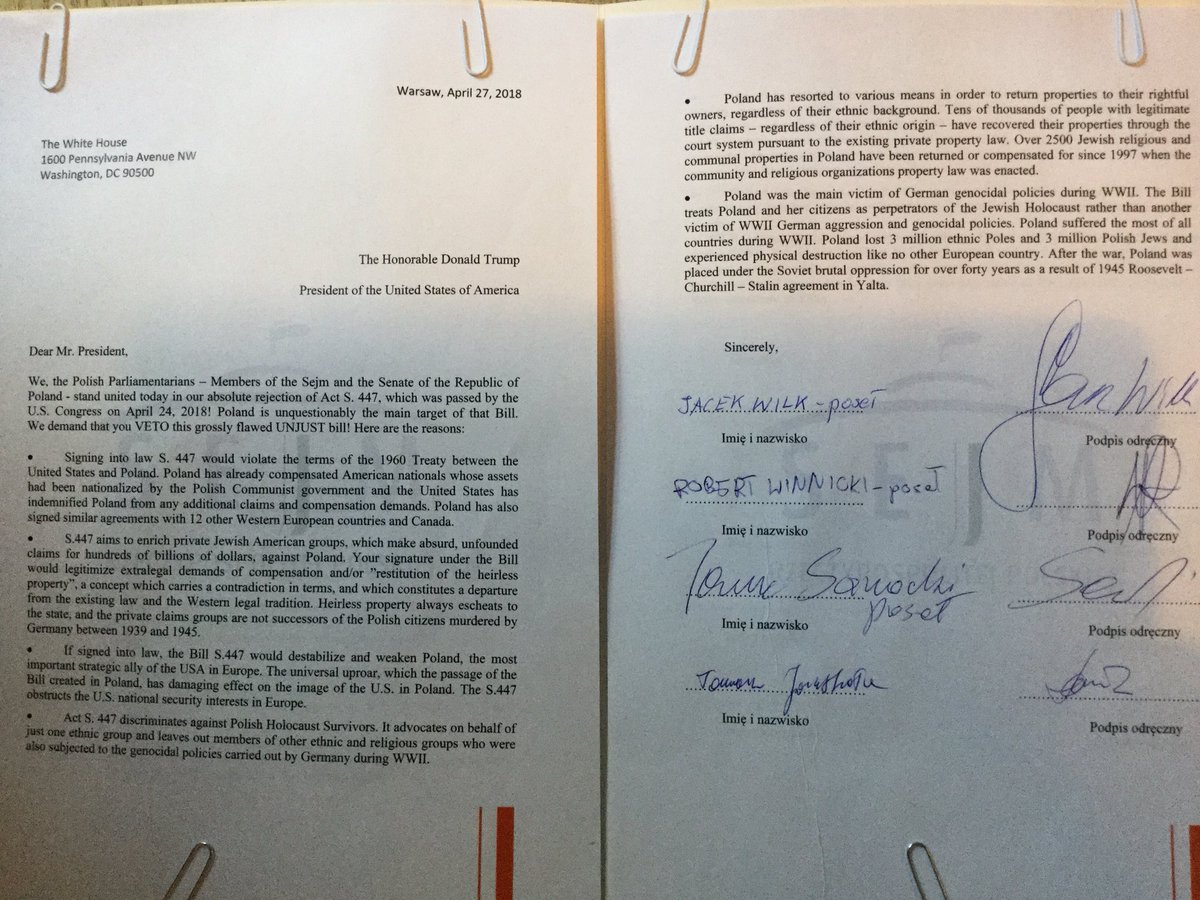 Warsaw, April 27, 2018
The White House
1600 Pennsylvania Avenue NW
Washington, DC 90500
The Honorable Donald Trump
President of the United States of America
Dear Mr. President,
We, the Polish Parliamentarians – Members of the Sejm and the Senate of the Republic of
Poland - stand united today in our absolute rejection of Act S. 447, which was passed by the
U.S. Congress on April 24, 2018! Poland is unquestionably the main target of that Bill.
We demand that you VETO this grossly flawed UNJUST bill! Here are the reasons:
• Signing into law S. 447 would violate the terms of the 1960 Treaty between the
United States and Poland. Poland has already compensated American nationals whose assets
had been nationalized by the Polish Communist government and the United States has
indemnified Poland from any additional claims and compensation demands. Poland has also
signed similar agreements with 12 other Western European countries and Canada.
• S.447 aims to enrich private Jewish American groups, which make absurd, unfounded
claims for hundreds of billions of dollars, against Poland. Your signature under the Bill
would legitimize extralegal demands of compensation and/or ”restitution of the heirless
property”, a concept which carries a contradiction in terms, and which constitutes a departure
from the existing law and the Western legal tradition. Heirless property always escheats to
the state, and the private claims groups are not successors of the Polish citizens murdered by
Germany between 1939 and 1945.
• If signed into law, the Bill S.447 would destabilize and weaken Poland, the most
important strategic ally of the USA in Europe. The universal uproar, which the passage of the
Bill created in Poland, has damaging effect on the image of the U.S. in Poland. The S.447
obstructs the U.S. national security interests in Europe.
• Act S. 447 discriminates against Polish Holocaust Survivors. It advocates on behalf of
just one ethnic group and leaves out members of other ethnic and religious groups who were
also subjected to the genocidal policies carried out by Germany during WWII.
• Poland has resorted to various means in order to return properties to their rightful
owners, regardless of their ethnic background. Tens of thousands of people with legitimate
title claims – regardless of their ethnic origin – have recovered their properties through the
court system pursuant to the existing private property law. Over 2500 Jewish religious and
communal properties in Poland have been returned or compensated for since 1997 when the
community and religious organizations property law was enacted.
• Poland was the main victim of German genocidal policies during WWII. The Bill
treats Poland and her citizens as perpetrators of the Jewish Holocaust rather than another
victim of WWII German aggression and genocidal policies. Poland suffered the most of all
countries during WWII. Poland lost 3 million ethnic Poles and 3 million Polish Jews and
experienced physical destruction like no other European country. After the war, Poland was
placed under the Soviet brutal oppression for over forty years as a result of 1945 Roosevelt –
Churchill – Stalin agreement in Yalta.
Sincerely,
JACEK WILK – poseł
Imię i nazwisko
Podpis odręczny
SEJM
ROBERT WINNICKI – poseł
Imię i nazwisko
Podpis odręczny
poseł
Imię i nazwisko
Podpis odręczny
Imię i nazwisko
Podpis odręczny